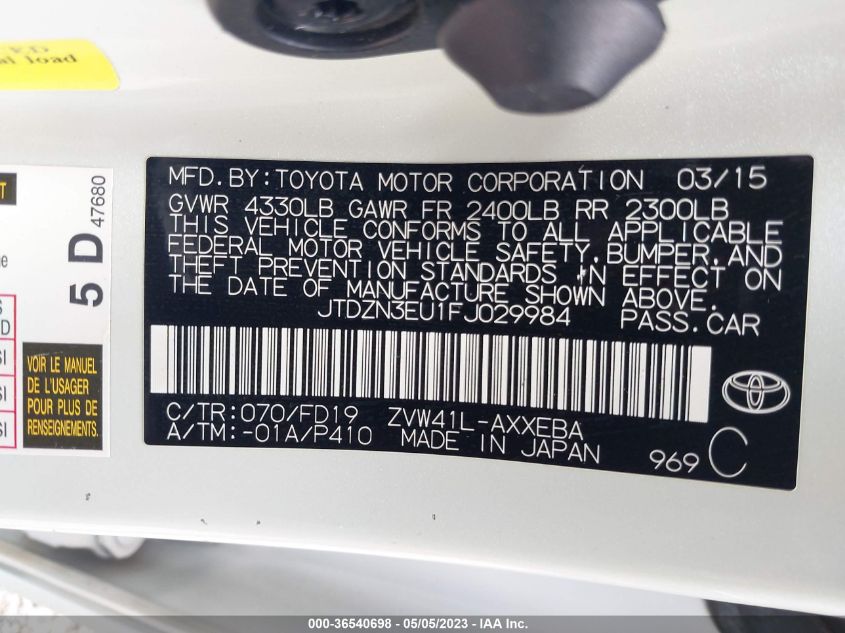 al load
5 D
47680
VOIR LE MANUEL
DE L'USAGER
POUR PLUS DE
RENSEIGNEMENTS.
MFD.BY:TOYOTA MOTOR CORPORATION 03/15
GVWR 4330LB GAWR FR 2400LB RR 2300LB
THIS VEHICLE CONFORMS TO ALL APPLICABLE
FEDERAL MOTOR VEHICLE SAFETY,BUMPER,AND
THEFT PREVENTION STANDARDS IN EFFECT ON
THE DATE OF MANUFACTURE SHOWN ABOVE.
JTDZN3EU1FJ029984 PASS.CAR
C/TR:070/FD19 ZVW41L-AXXEBA
A/TM:-01A/P410 MADE IN JAPAN
969 C
000-36540698 - 05/05/2023 - IAA Inc.